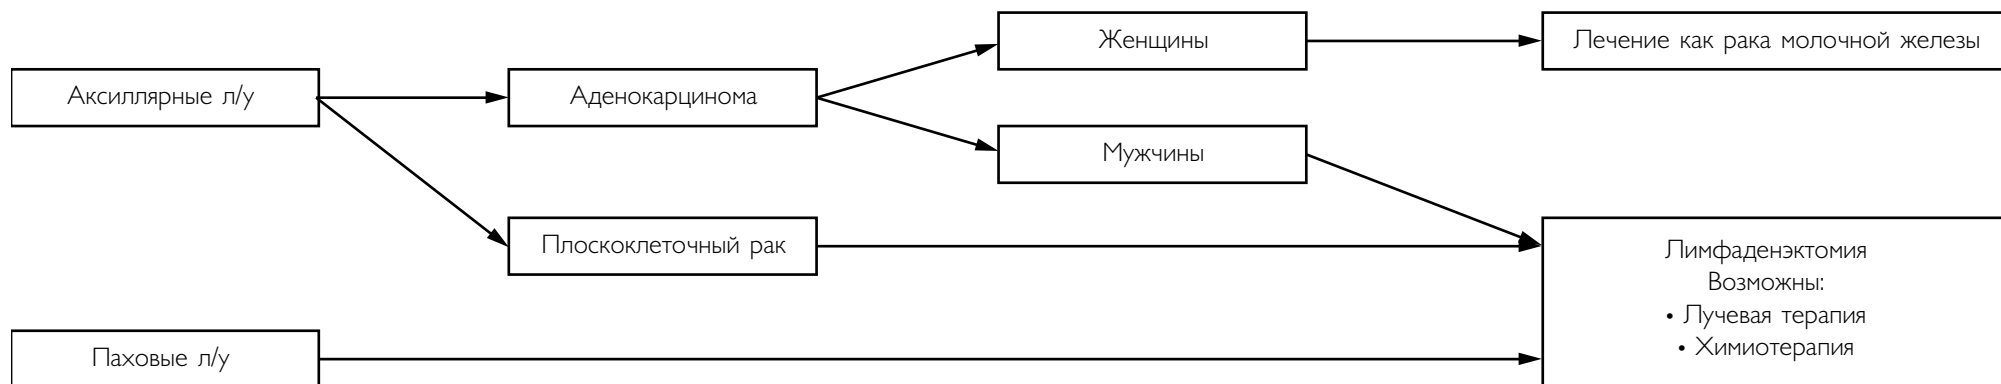 Женщины
Лечение как рака молочной железы
Аксиллярные л/у
Аденокарцинома
Мужчины
Плоскоклеточный рак
Лимфаденэктомия
Возможны:
• Лучевая терапия
• Химиотерапия
Паховые л/у